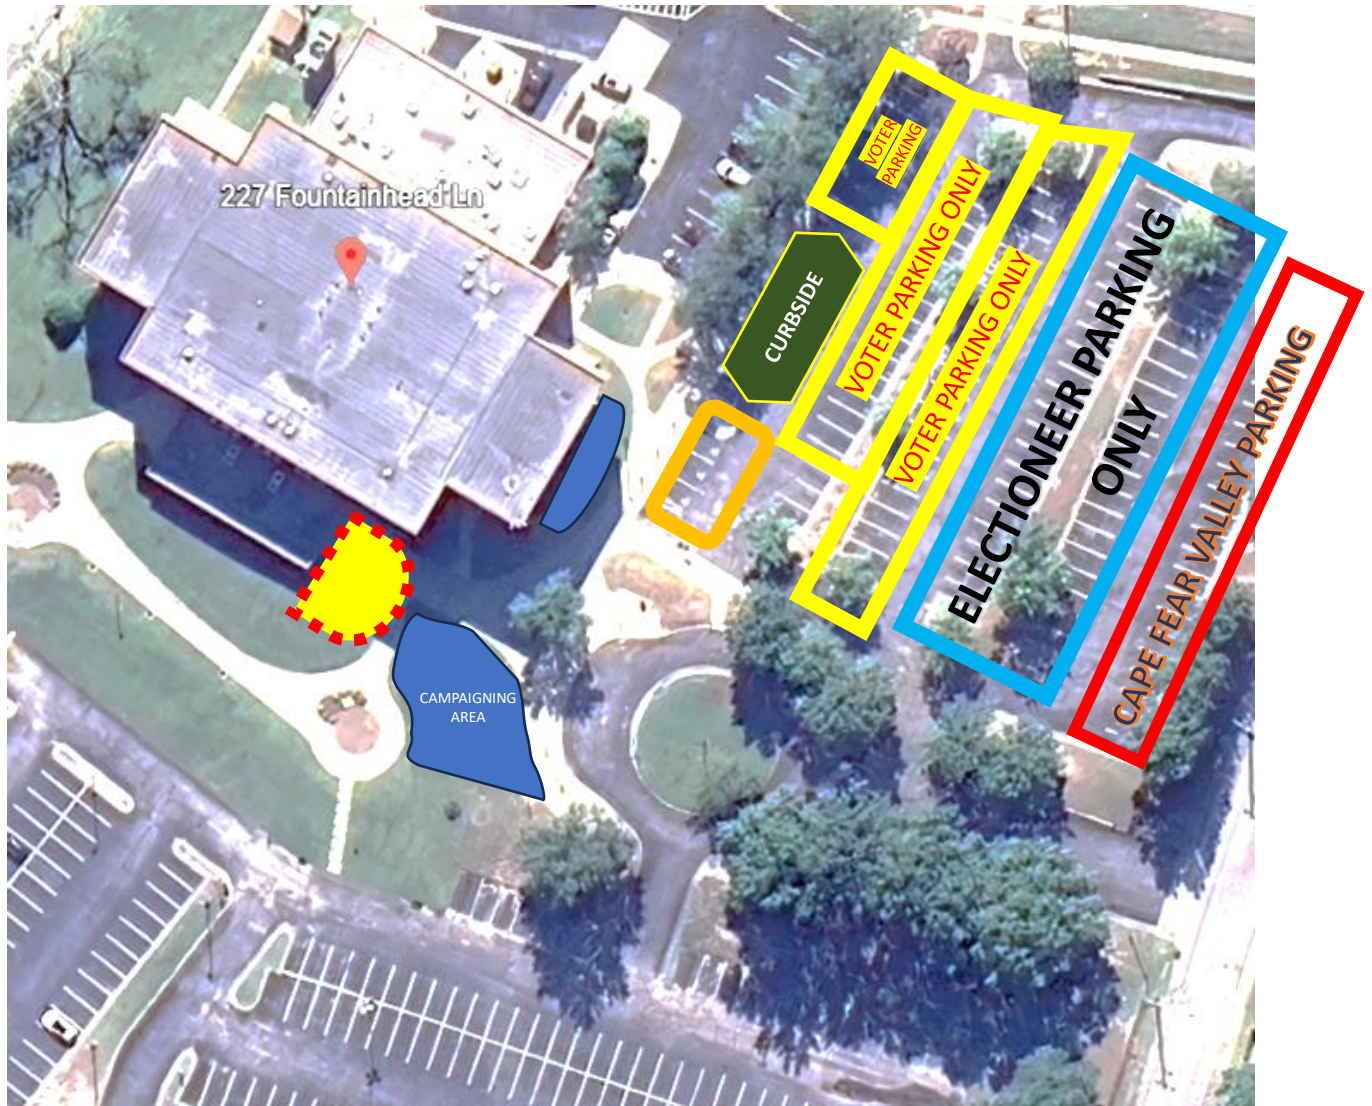 227 Fountainhead Ln
VOTER
PARKING
VOTER PARKING ONLY
VOTER PARKING ONLY
CURBSIDE
ELECTIONEER PARKING
ONLY
CAPE FEAR VALLEY PARKING
CAMPAIGNING
AREA